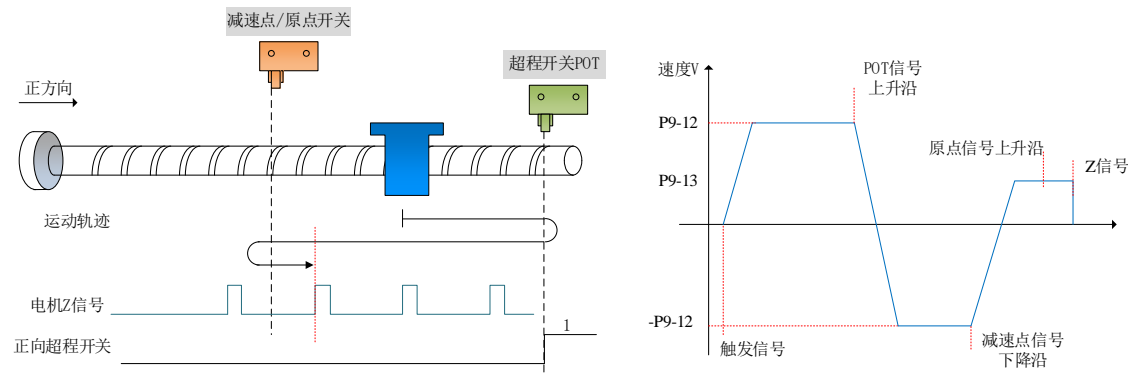 减速点/原点开关
超程开关POT
正方向
运动轨迹
电机Z信号
正向超程开关
1
速度V
POT信号
上升沿
P9-12
原点信号上升沿
Z信号
P9-13
-P9-12
触发信号
减速点信号
下降沿